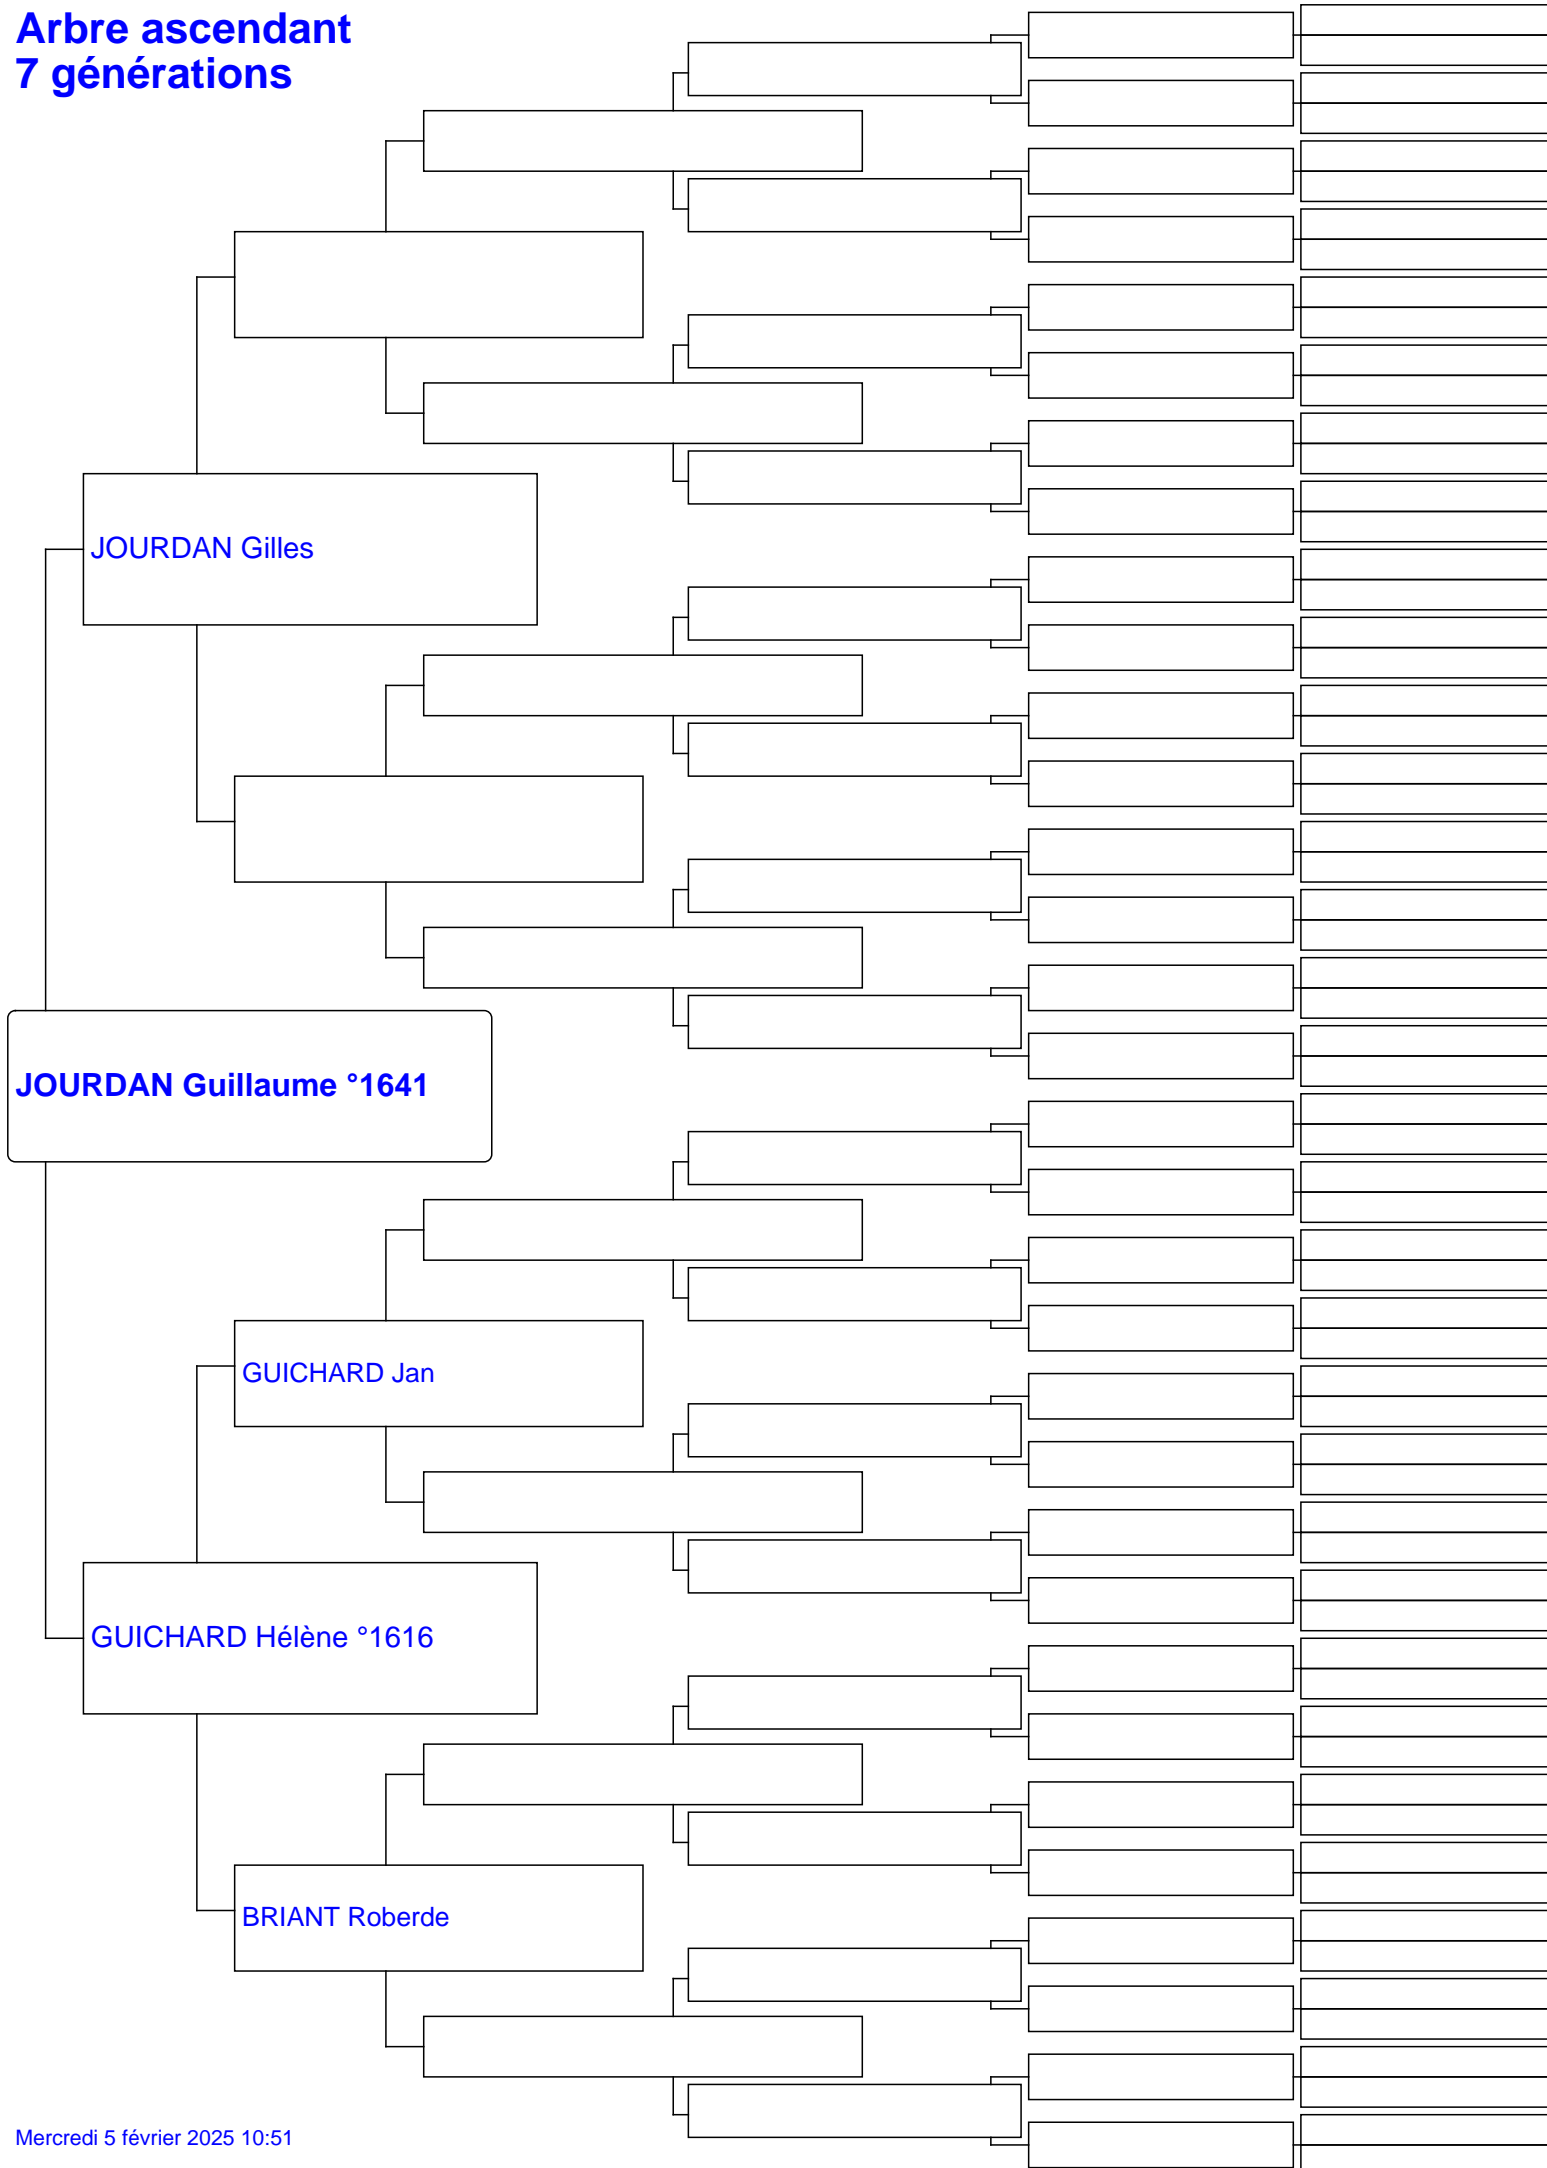 Arbre ascendant
7 générations
JOURDAN Gilles
JOURDAN Guillaume °1641
GUICHARD Jan
GUICHARD Hélène °1616
BRIANT Roberde
Mercredi 5 février 2025 10:51